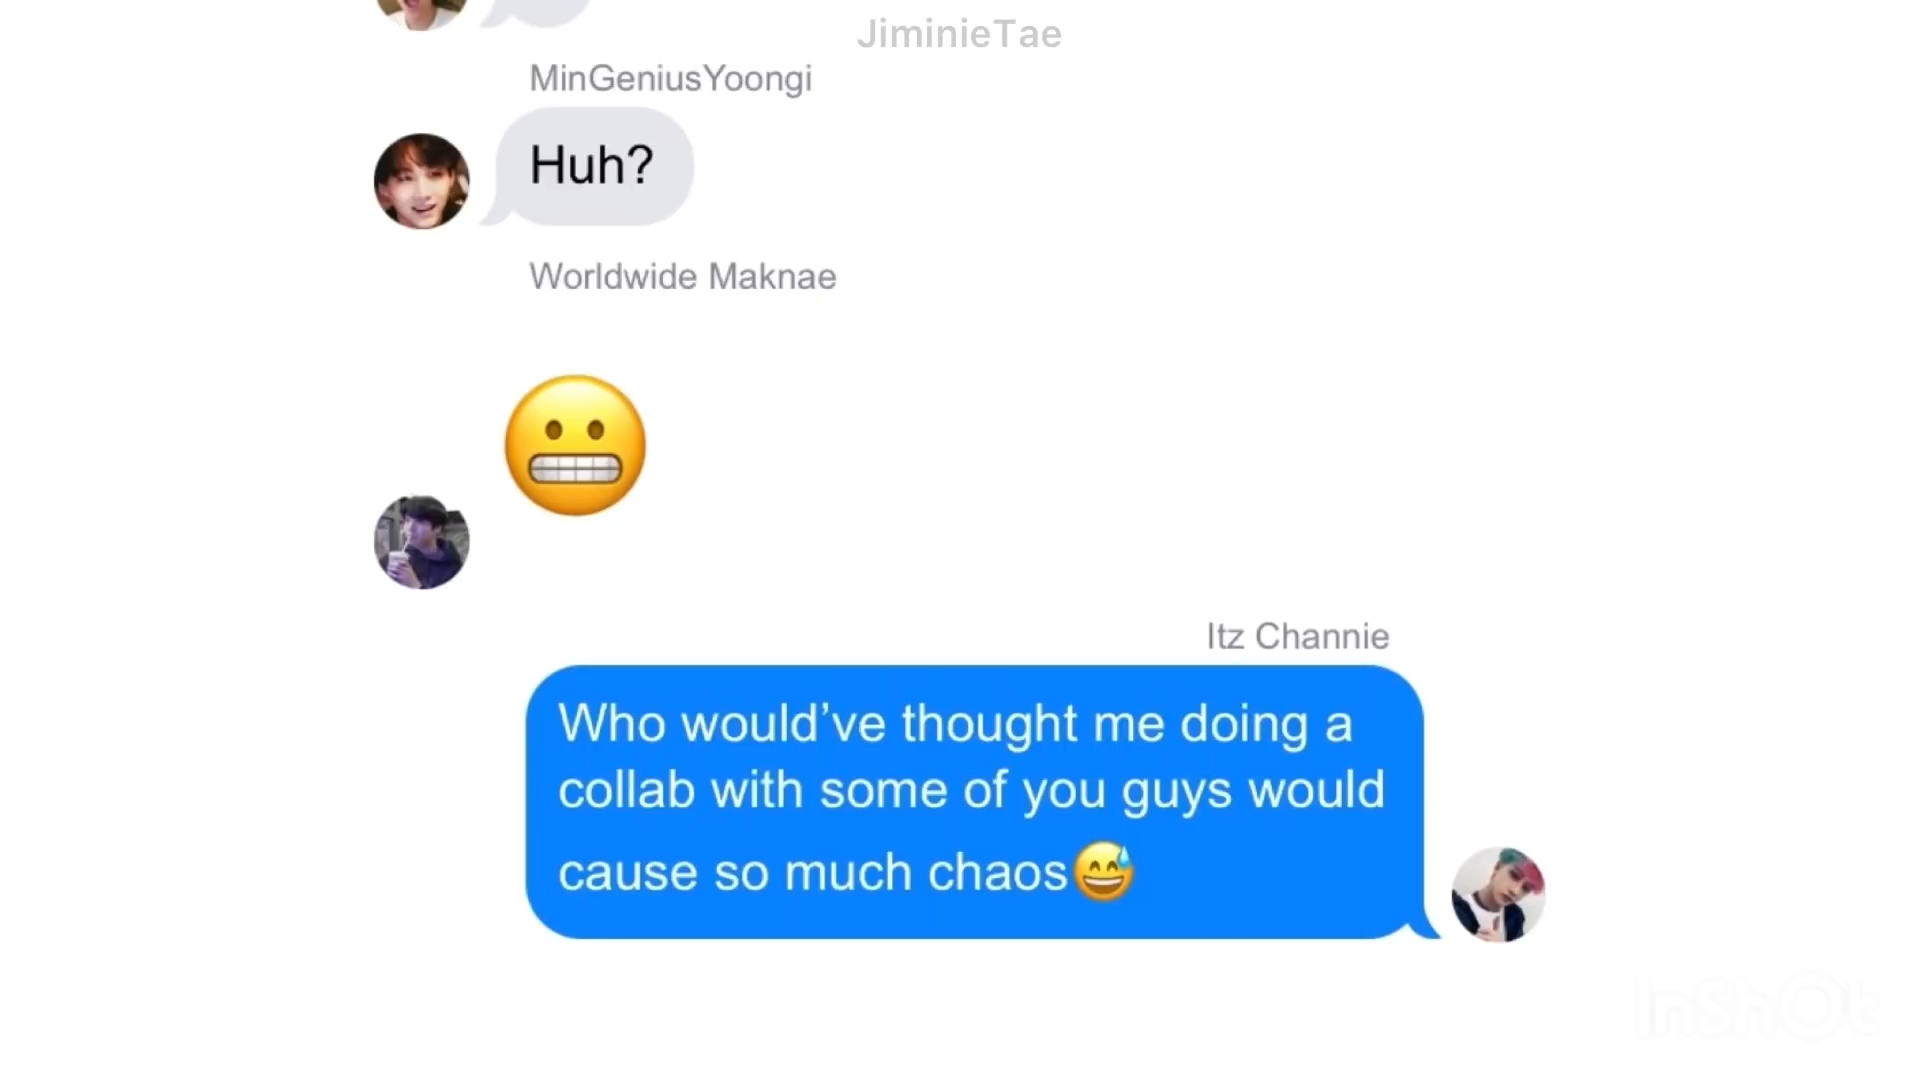 JiminieTae
MinGeniusYoongi
Huh?
Worldwide Maknae
😬
Itz Channie
Who would’ve thought me doing a
collab with some of you guys would
cause so much chaos😅
InShOt